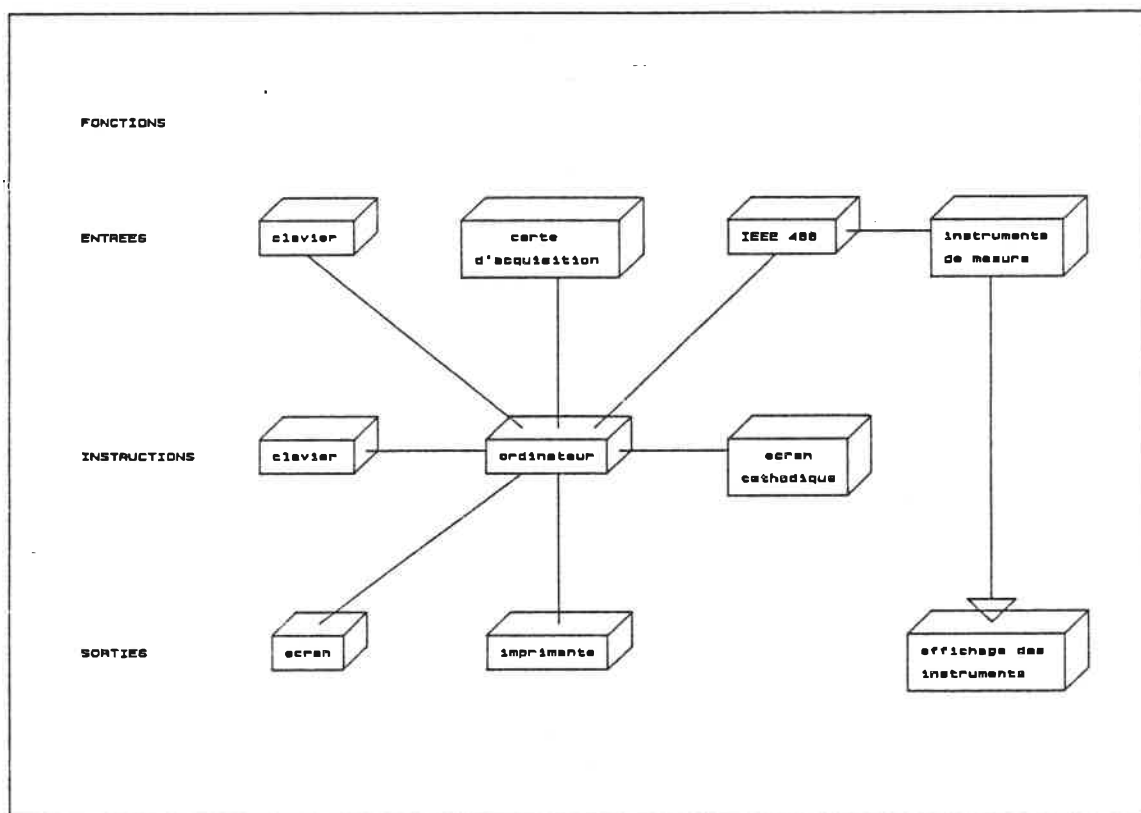 FONCTIONS
ENTREES
clavier
carte
d'acquisition
IEEE 488
instruments
de mesure
INSTRUCTIONS
clavier
ordinateur
ecran
cathodique
SORTIES
ecran
imprimante
affichage des
instruments